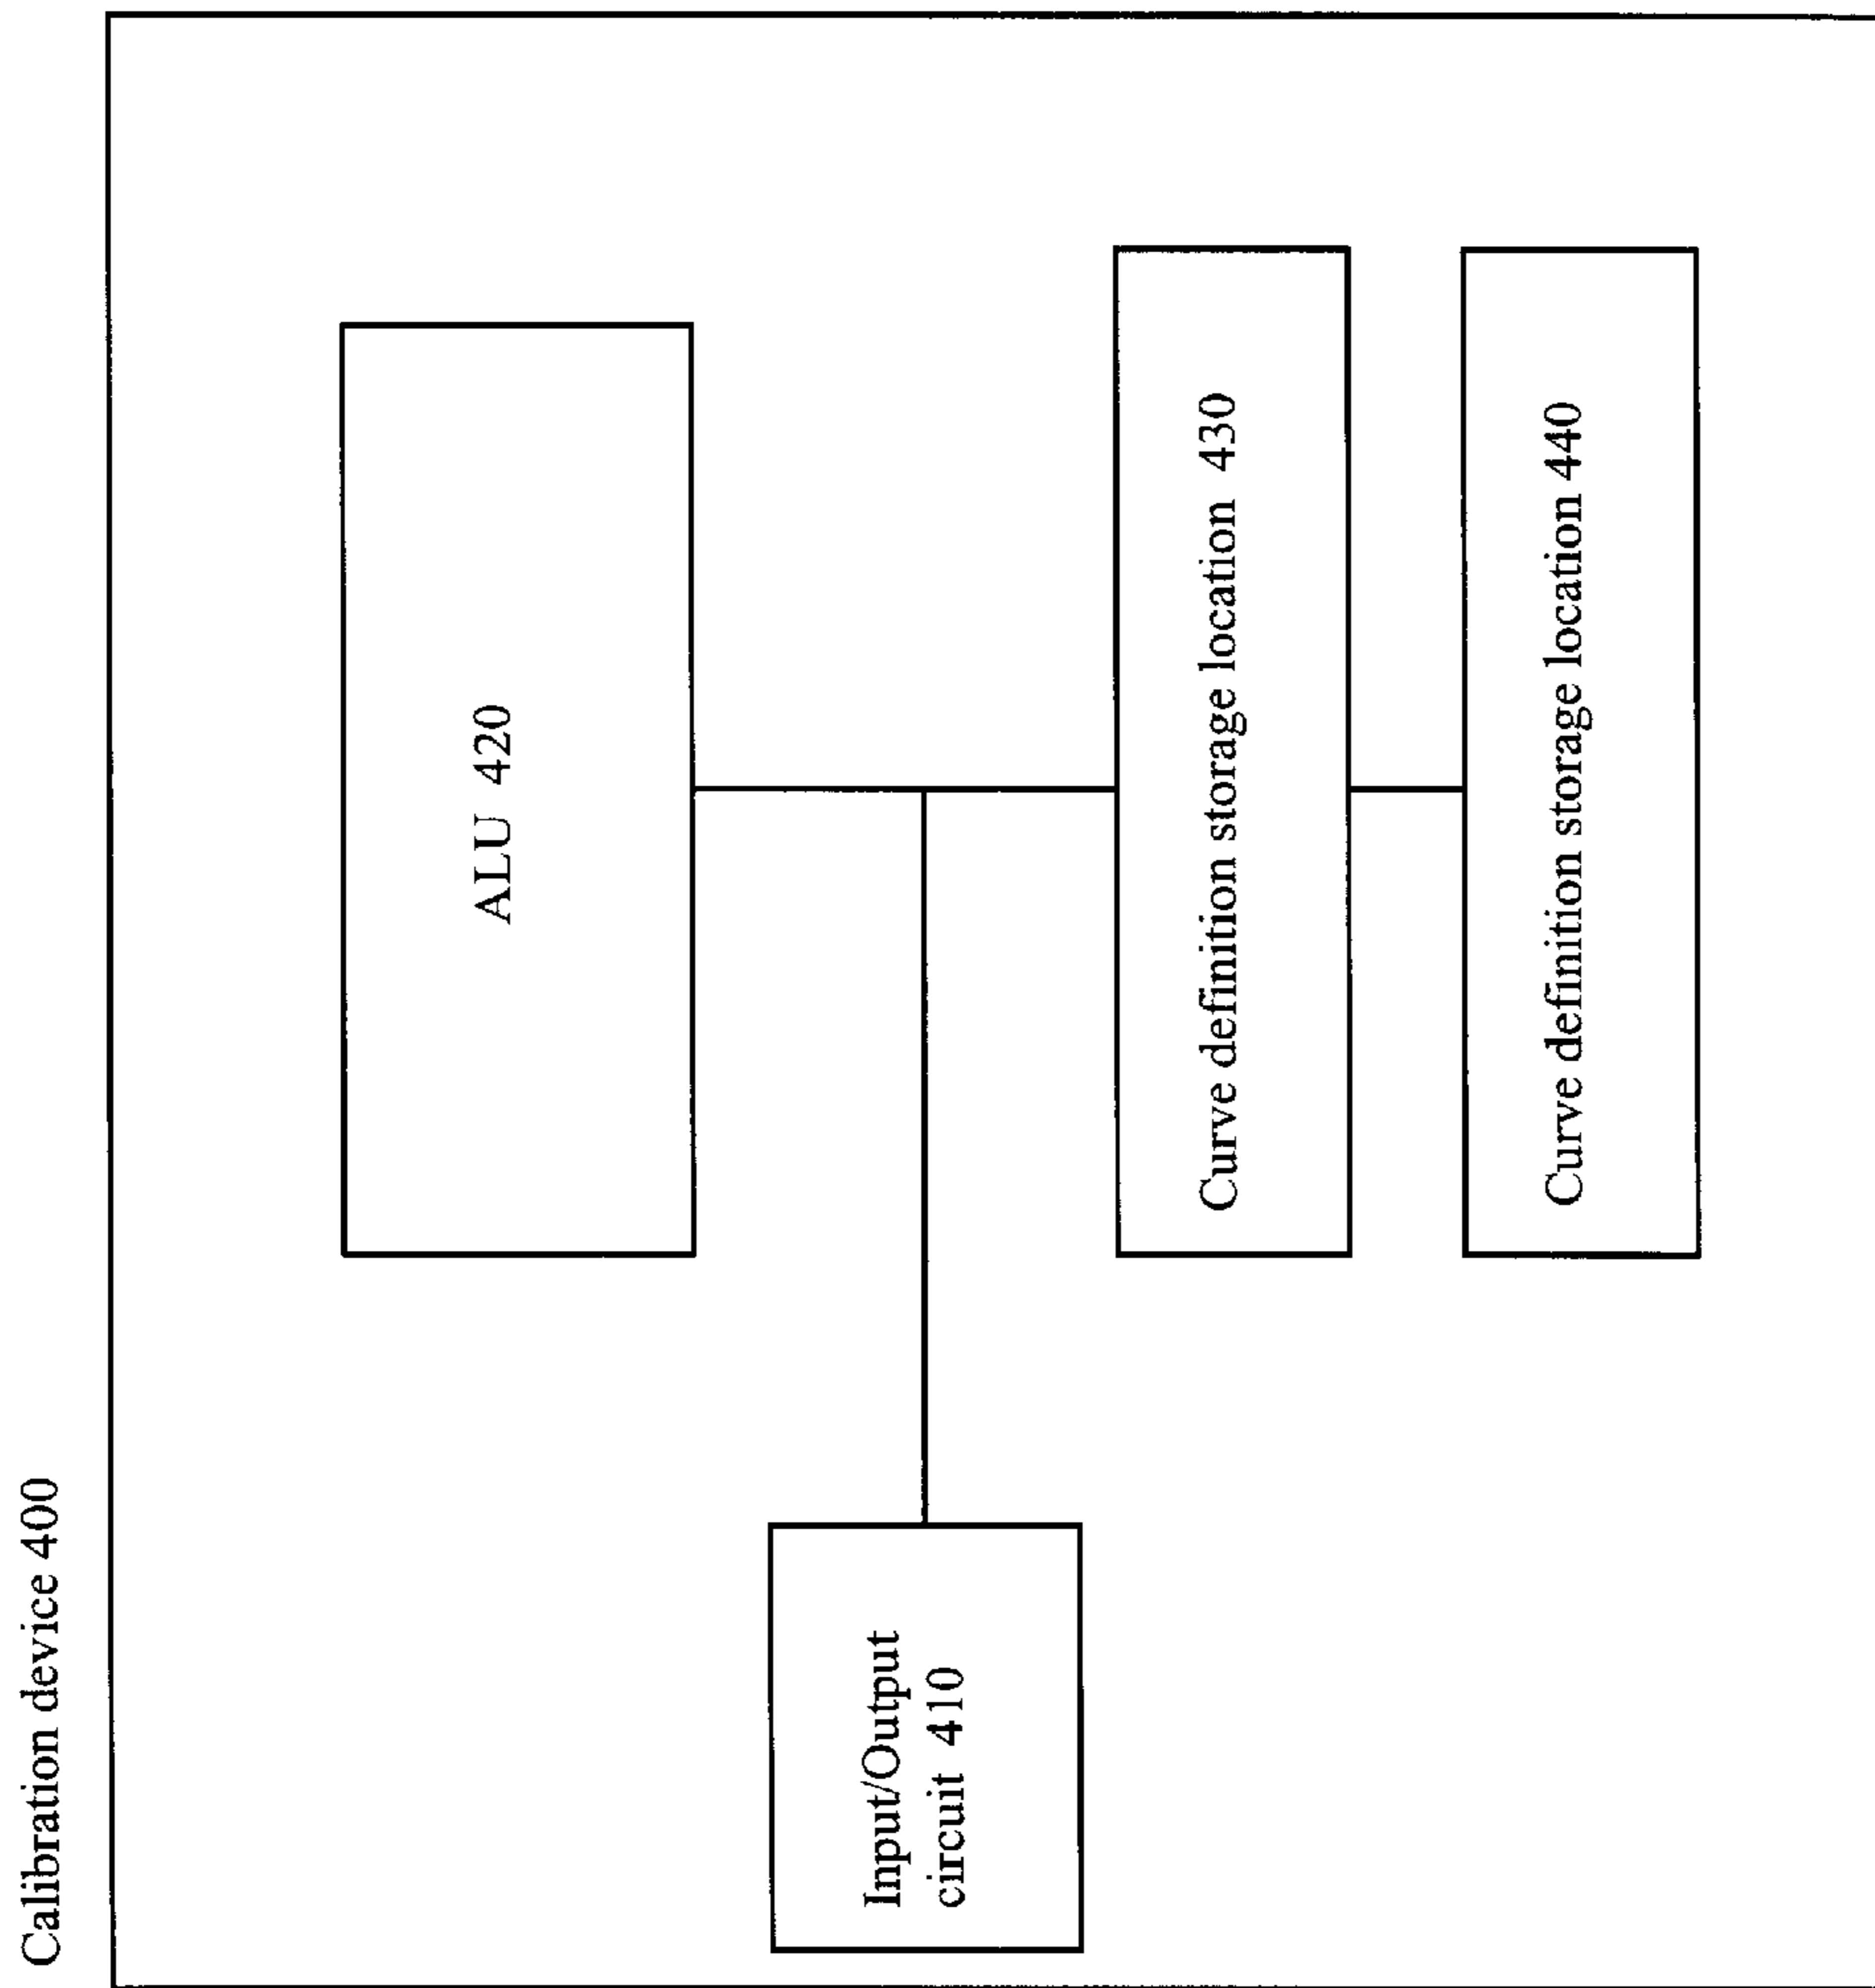 Calibration device 400
ALU 420
Input/Output
circuit 410
Curve definition storage location 430
Curve definition storage location 440